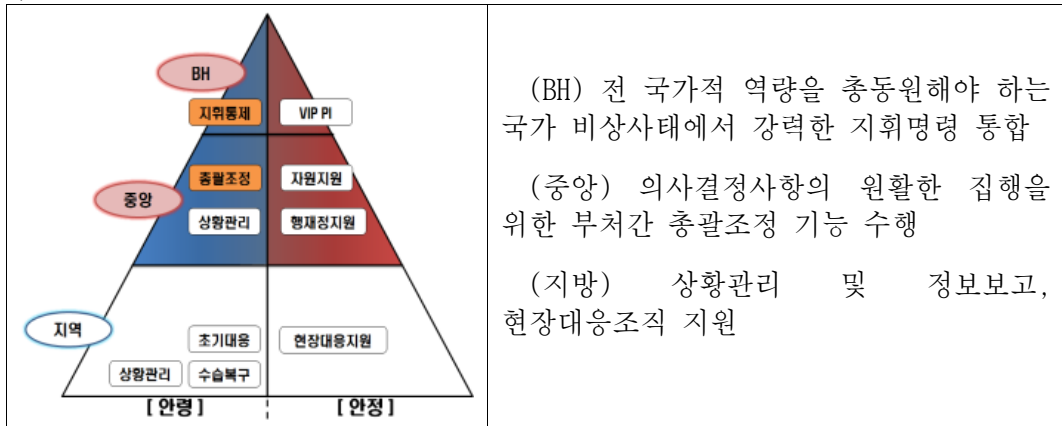 BH
지휘통제
VIP PI
총괄조정
자원지원
중앙
상황관리
행재정지원
지역
초기대응
현장대응지원
상황관리
수습복구
[ 안령 ]
[ 안정 ]
(BH) 전 국가적 역량을 총동원해야 하는
국가 비상사태에서 강력한 지휘명령 통합
(중앙) 의사결정사항의 원활한 집행을
위한 부처간 총괄조정 기능 수행
(지방) 상황관리 및 정보보고,
현장대응조직 지원